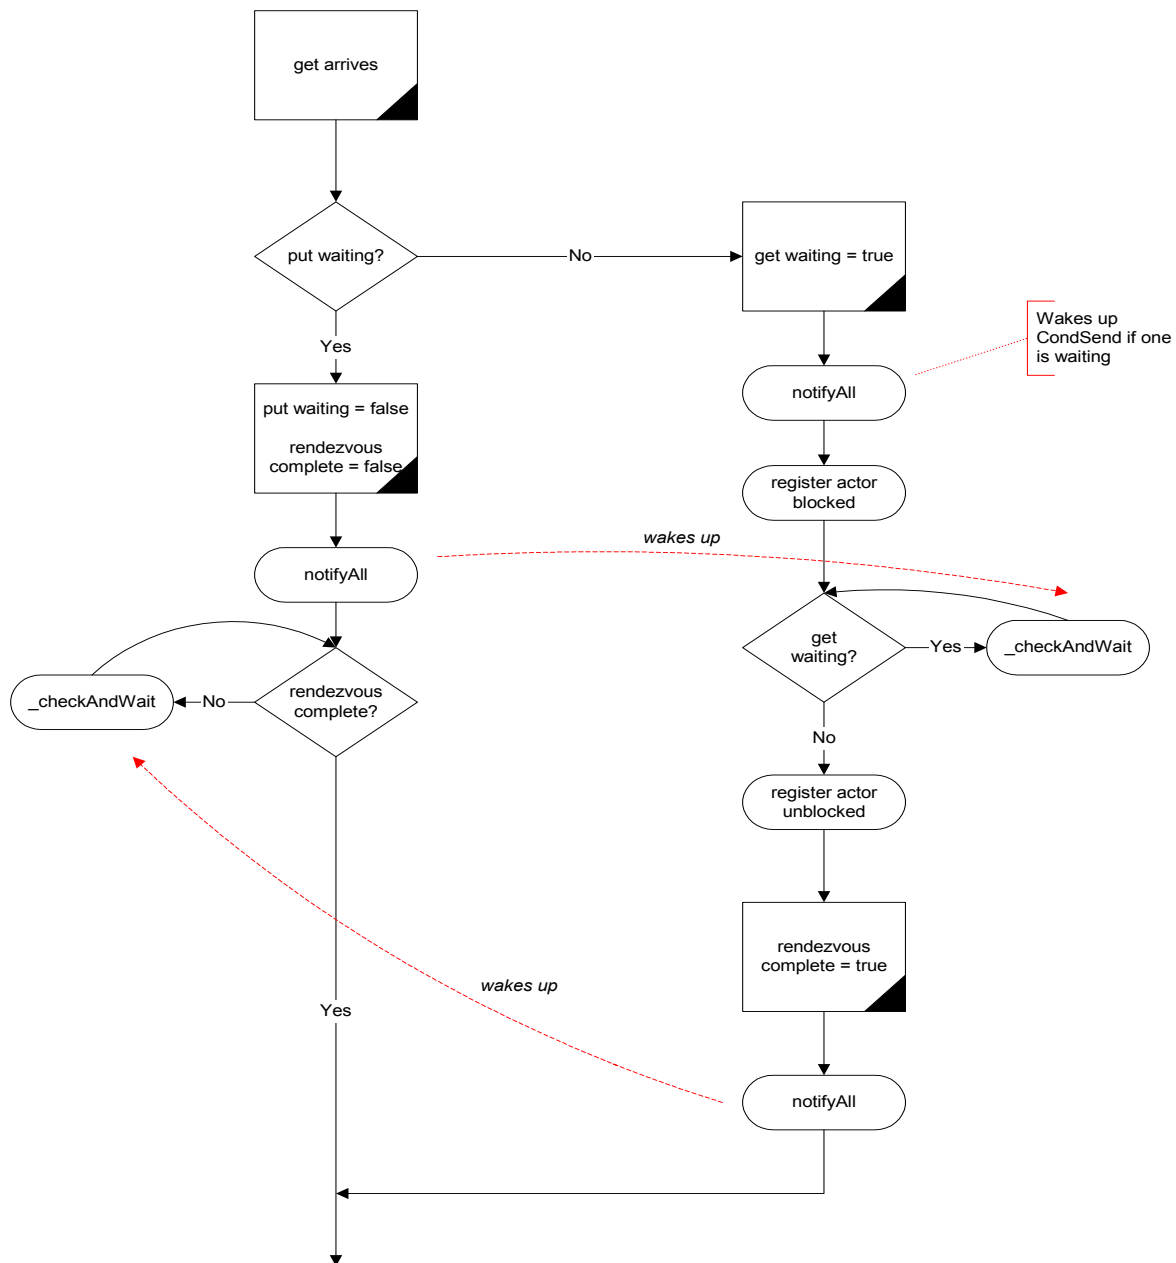 get arrives
put waiting?
No
get waiting = true
Wakes up
CondSend if one
is waiting
Yes
notifyAll
put waiting = false
rendezvous
complete = false
register actor
blocked
wakes up
notifyAll
get
waiting?
Yes
_checkAndWait
_checkAndWait
No
rendezvous
complete?
No
register actor
unblocked
rendezvous
complete = true
wakes up
Yes
notifyAll